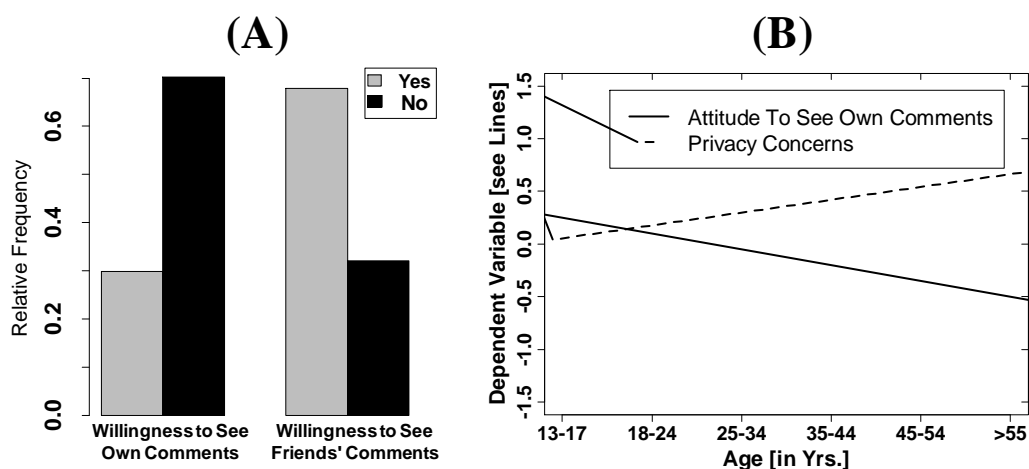 (A)
Yes
No
Relative Frequency
0.6
0.4
0.2
0.0
Willingness to See
Own Comments
Willingness to See
Friends' Comments
(B)
Attitude To See Own Comments
Privacy Concerns
Dependent Variable [see Lines]
1.5
1.0
0.5
0.0
-0.5
-1.0
-1.5
13-17 18-24 25-34 35-44 45-54 >55
Age [in Yrs.]